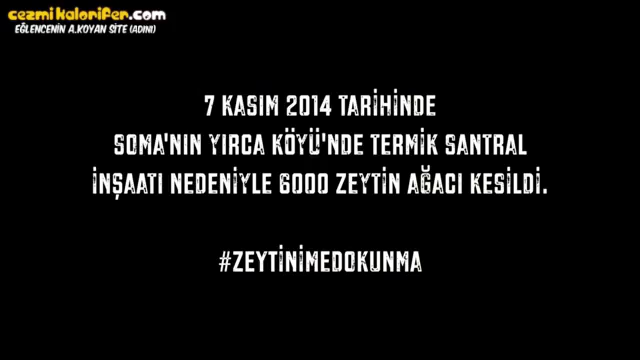 cezmikalorifer.com
EĞLENCENİN A.KOYAN SİTE (ADINI)
7 KASIM 2014 TARİHİNDE
SOMA'NIN YIRCA KÖYÜ'NDE TERMİK SANTRAL
İNŞAATI NEDENİYLE 6000 ZEYTİN AĞACI KESİLDİ.
#ZEYTİNİMEDOKUNMA